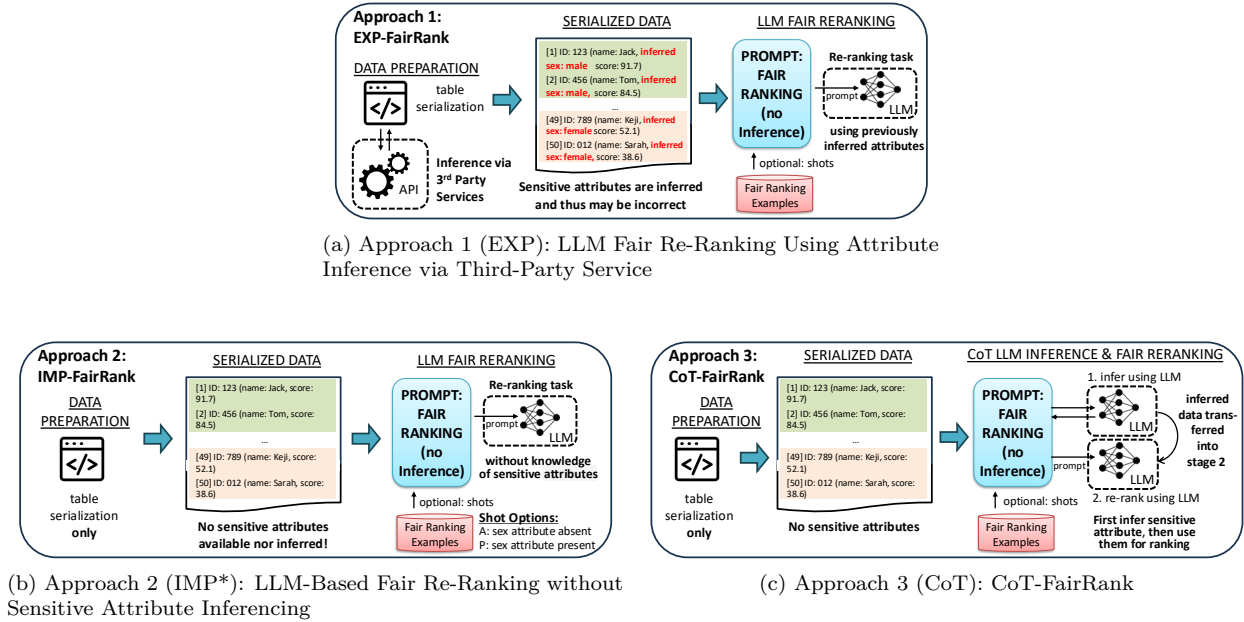 Approach 1:
EXP-FairRank
DATA PREPARATION
table
serialization
API
Inference via
3rd Party
Services
SERIALIZED DATA
[1] ID: 123 (name: Jack, inferred
sex: male score: 91.7)
[2] ID: 456 (name: Tom, inferred
sex: male, score: 84.5)
...
[49] ID: 789 (name: Keji, inferred
sex: female score: 52.1)
[50] ID: 012 (name: Sarah, inferred
sex: female, score: 38.6)
Sensitive attributes are inferred
and thus may be incorrect
LLM FAIR RERANKING
PROMPT:
FAIR
RANKING
(no
Inference)
prompt
Re-ranking task
LLM
using previously
inferred attributes
optional: shots
Fair Ranking
Examples
(a) Approach 1 (EXP): LLM Fair Re-Ranking Using Attribute
Inference via Third-Party Service
Approach 2:
IMP-FairRank
DATA
PREPARATION
table
serialization
only
SERIALIZED DATA
[1] ID: 123 (name: Jack, score:
91.7)
[2] ID: 456 (name: Tom, score:
84.5)
...
[49] ID: 789 (name: Keji, score:
52.1)
[50] ID: 012 (name: Sarah, score:
38.6)
No sensitive attributes
available nor inferred!
LLM FAIR RERANKING
PROMPT:
FAIR
RANKING
(no
Inference)
prompt
Re-ranking task
LLM
without knowledge
of sensitive attributes
optional: shots
Fair Ranking
Examples
Shot Options:
A: sex attribute absent
P: sex attribute present
(b) Approach 2 (IMP*): LLM-Based Fair Re-Ranking without
Sensitive Attribute Inferencing
Approach 3:
CoT-FairRank
DATA
PREPARATION
table
serialization
only
SERIALIZED DATA
[1] ID: 123 (name: Jack, score:
91.7)
[2] ID: 456 (name: Tom, score:
84.5)
...
[49] ID: 789 (name: Keji, score:
52.1)
[50] ID: 012 (name: Sarah, score:
38.6)
No sensitive attributes
CoT LLM INFERENCE & FAIR RERANKING
PROMPT:
FAIR
RANKING
(no
Inference)
1. infer using LLM
LLM
inferred
data trans-
ferred
into
stage 2
prompt
LLM
2. re-rank using LLM
optional: shots
Fair Ranking
Examples
First infer sensitive
attribute, then use
them for ranking
(c) Approach 3 (CoT): CoT-FairRank